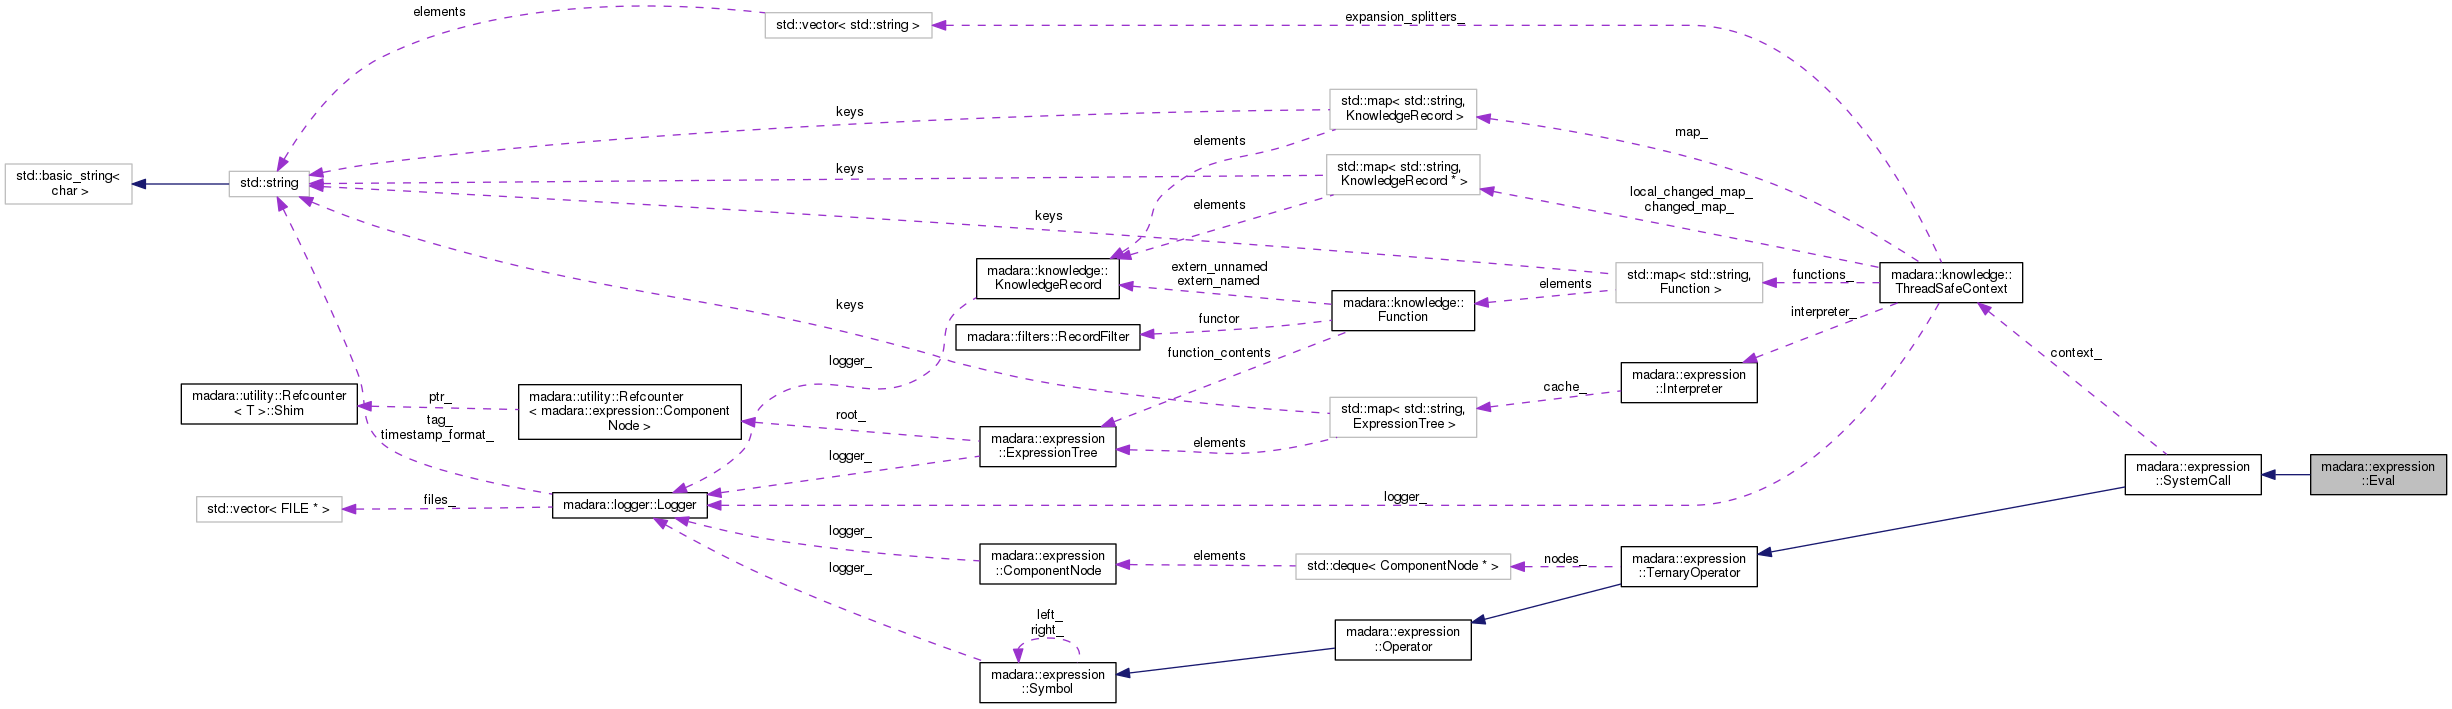 elements
std::vector< std::string >
expansion_splitters_
keys
std::map< std::string,
KnowledgeRecord >
map_
elements
std::basic_string<
char >
std::string
keys
std::map< std::string,
KnowledgeRecord * >
local_changed_map_
changed_map_
elements
keys
madara::knowledge::
KnowledgeRecord
extern_unnamed
extern_named
madara::knowledge::
Function
elements
std::map< std::string,
Function >
functions_
madara::knowledge::
ThreadSafeContext
keys
madara::filters::RecordFilter
functor
interpreter_
logger_
function_contents
context_
madara::utility::Refcounter
< T >::Shim
ptr_
madara::utility::Refcounter
< madara::expression::Component
Node >
madara::expression
::Interpreter
cache_
std::map< std::string,
ExpressionTree >
tag_
timestamp_format_
root_
madara::expression
::ExpressionTree
elements
logger_
madara::expression
::SystemCall
madara::expression
::Eval
std::vector< FILE * >
files_
madara::logger::Logger
logger_
logger_
madara::expression
::ComponentNode
elements
std::deque< ComponentNode * >
nodes_
madara::expression
::TernaryOperator
logger_
left_
right_
madara::expression
::Operator
madara::expression
::Symbol